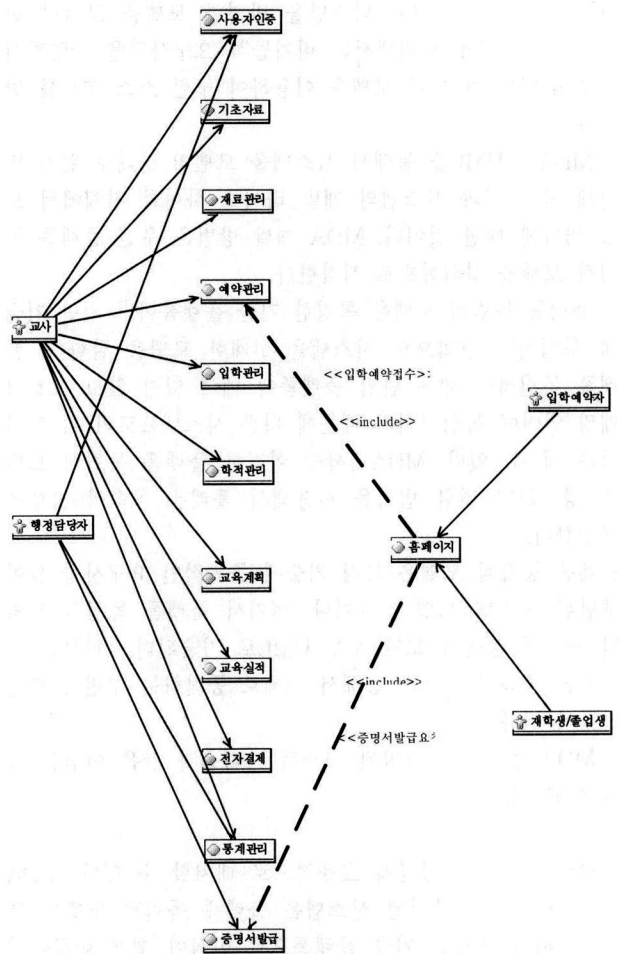 사용자인증
기초자료
재료관리
예약관리
교사
입학관리
<<입학예약접수>>
<<include>>
입학예약자
학적관리
행정담당자
홈페이지
교육계획
교육실적
<<include>>
재학생/졸업생
<<증명서발급요
전자결제
통계관리
증명서발급